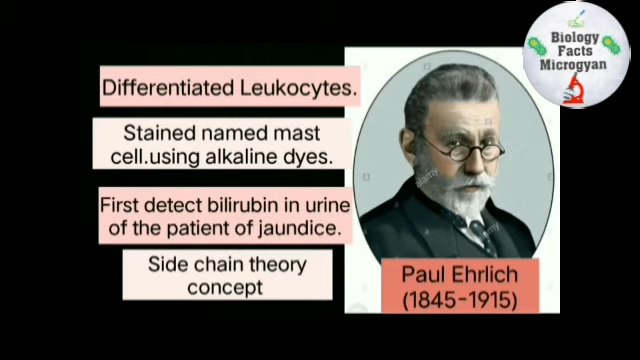 Biology
Facts
Microgyan
Differentiated Leukocytes.
Stained named mast
cell.using alkaline dyes.
First detect bilirubin in urine
of the patient of jaundice.
Side chain theory
concept
alamy
Paul Ehrlich
(1845-1915)